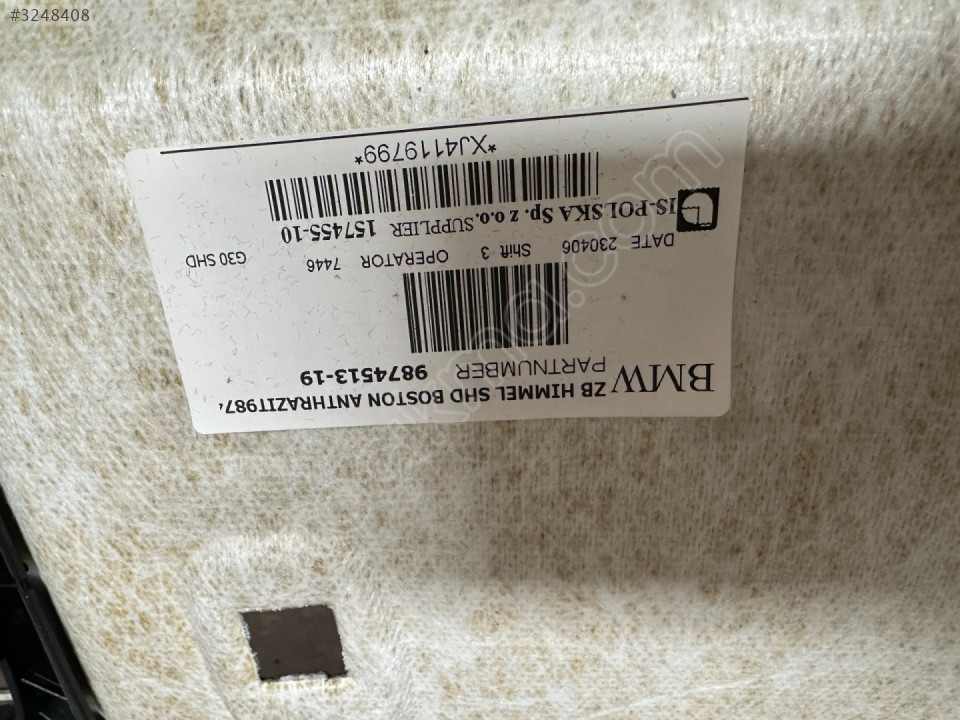 #3248408
ZB HIMMEL SHD BOSTON ANTHRAZIT987
BMW PARTNUMBER 9874513-19
DATE 230406 Shift 3 OPERATOR 7446 G30 SHD
IS-POLSKA Sp. z o.o. SUPPLIER 157455-10
*XJ4119799*